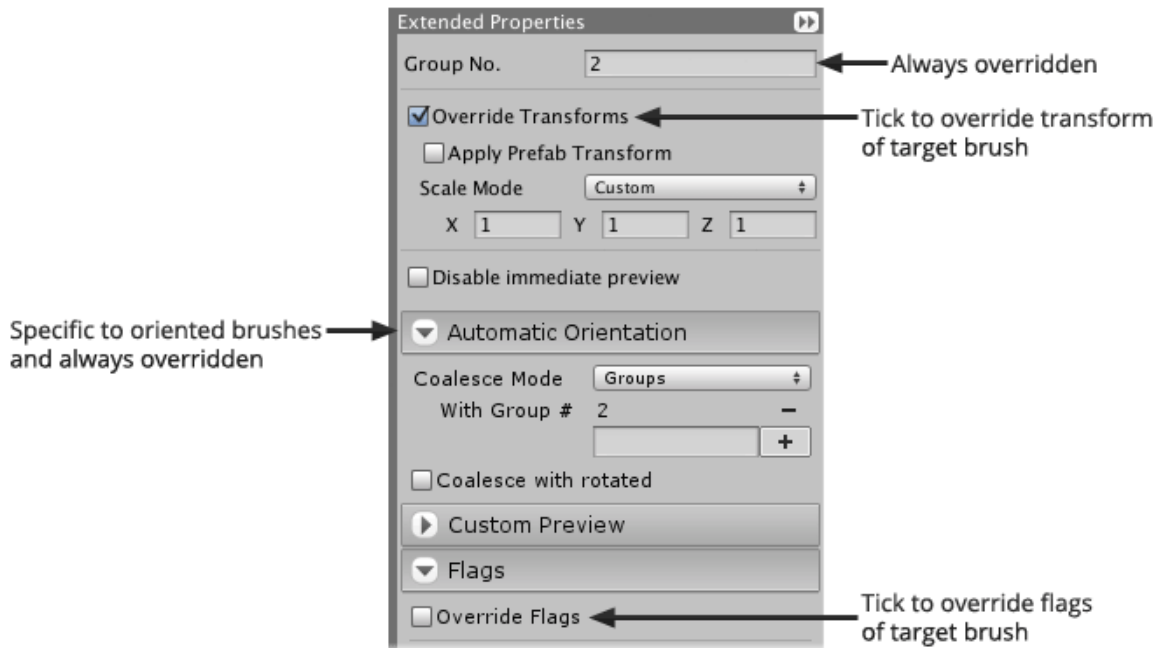 Extended Properties
Group No. 2
Always overridden
Override Transforms
Tick to override transform
of target brush
Apply Prefab Transform
Scale Mode Custom
X 1 Y 1 Z 1
Disable immediate preview
Specific to oriented brushes
and always overridden
Automatic Orientation
Coalesce Mode Groups
With Group # 2 −
+
Coalesce with rotated
Custom Preview
Flags
Override Flags
Tick to override flags
of target brush